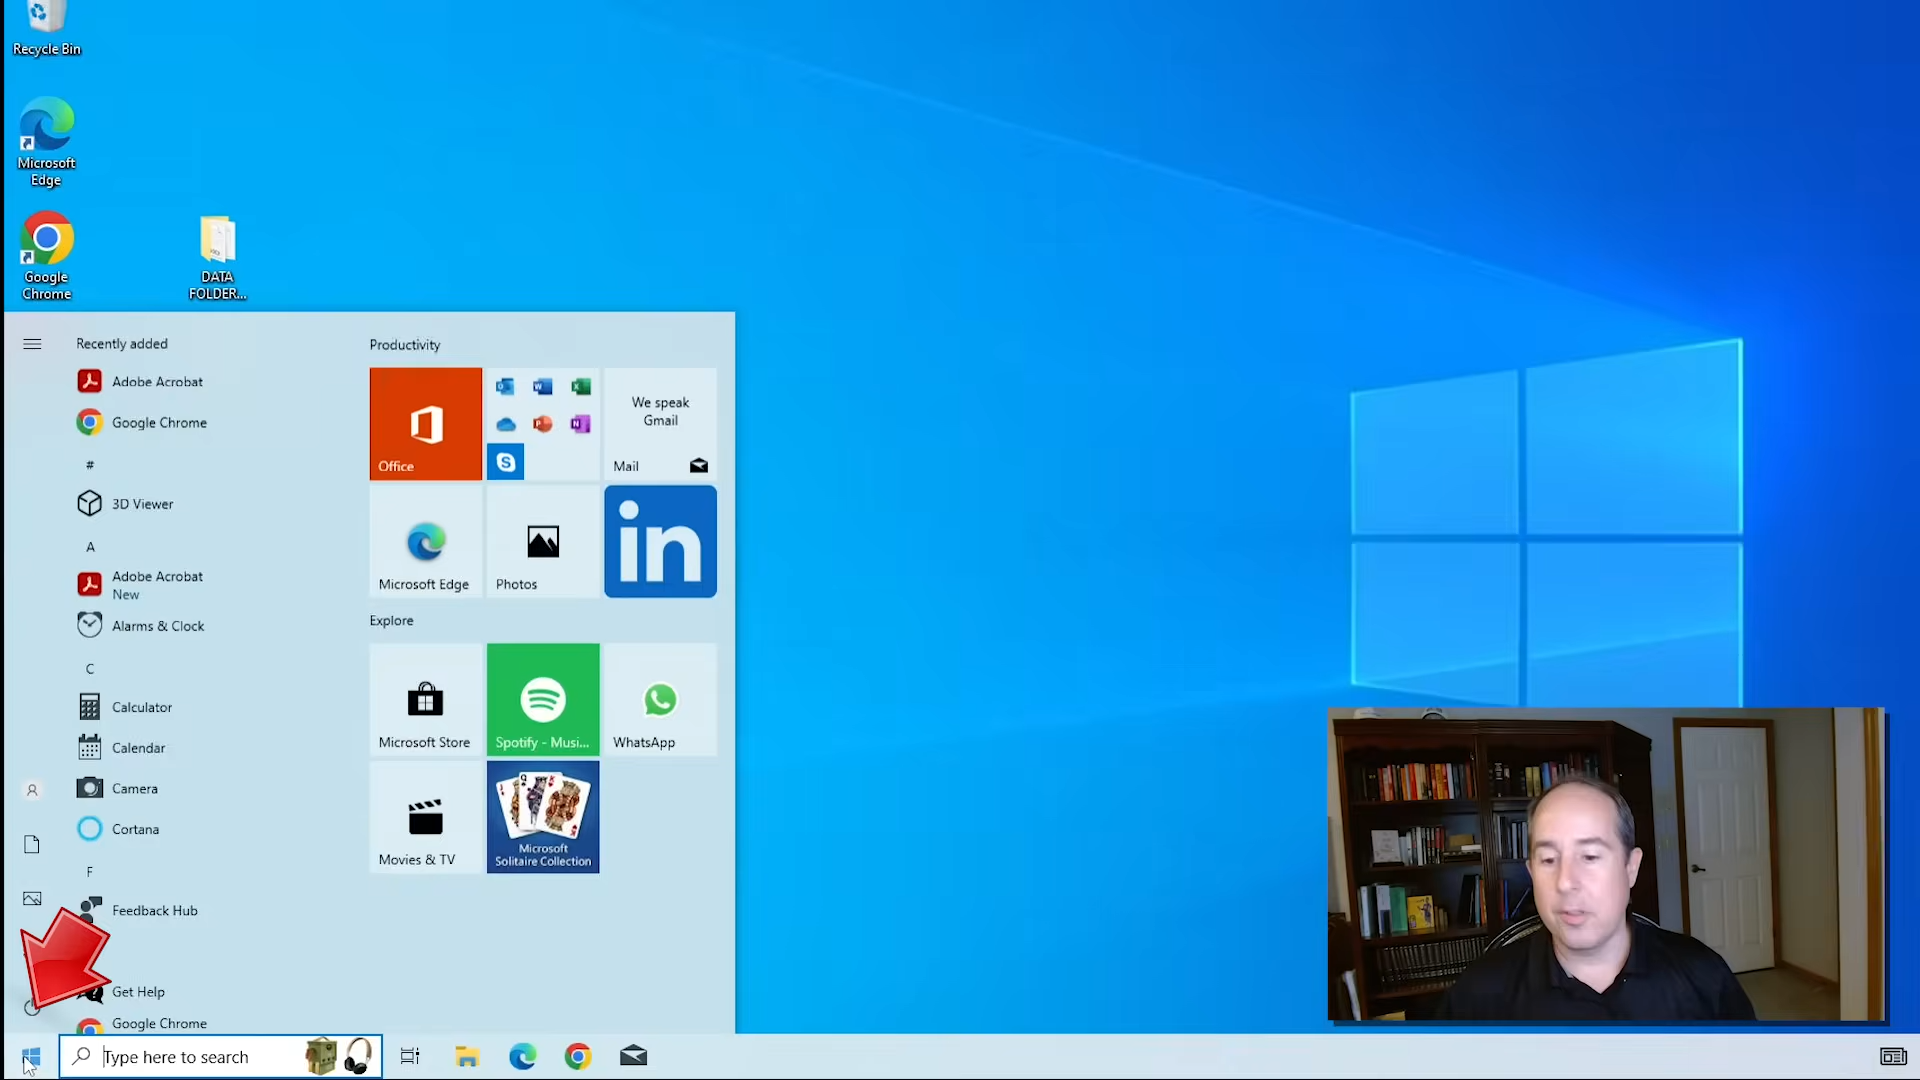 Recycle Bin
Microsoft
Edge
Google
Chrome
DATA
FOLDER...
Recently added
Adobe Acrobat
Google Chrome
#
3D Viewer
A
Adobe Acrobat
New
Alarms & Clock
C
Calculator
Calendar
Camera
Cortana
F
Feedback Hub
Get Help
Google Chrome
Productivity
Office
We speak
Gmail
Mail
Microsoft Edge
Photos
in
Explore
Microsoft Store
Spotify - Musi...
WhatsApp
Movies & TV
Microsoft
Solitaire Collection
Type here to search